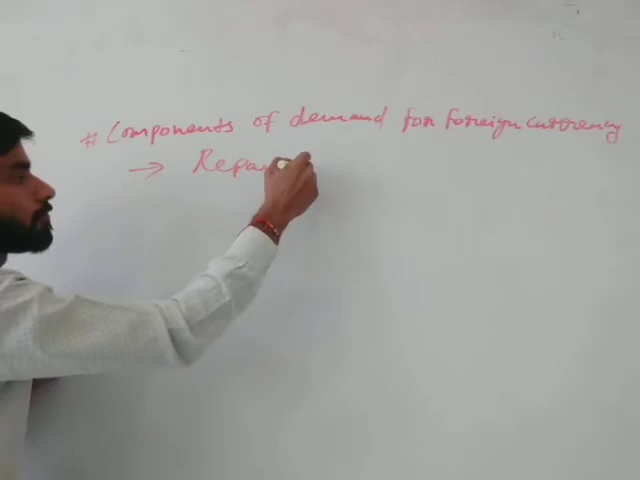 # Components of demand for foreign currency
→ Repa